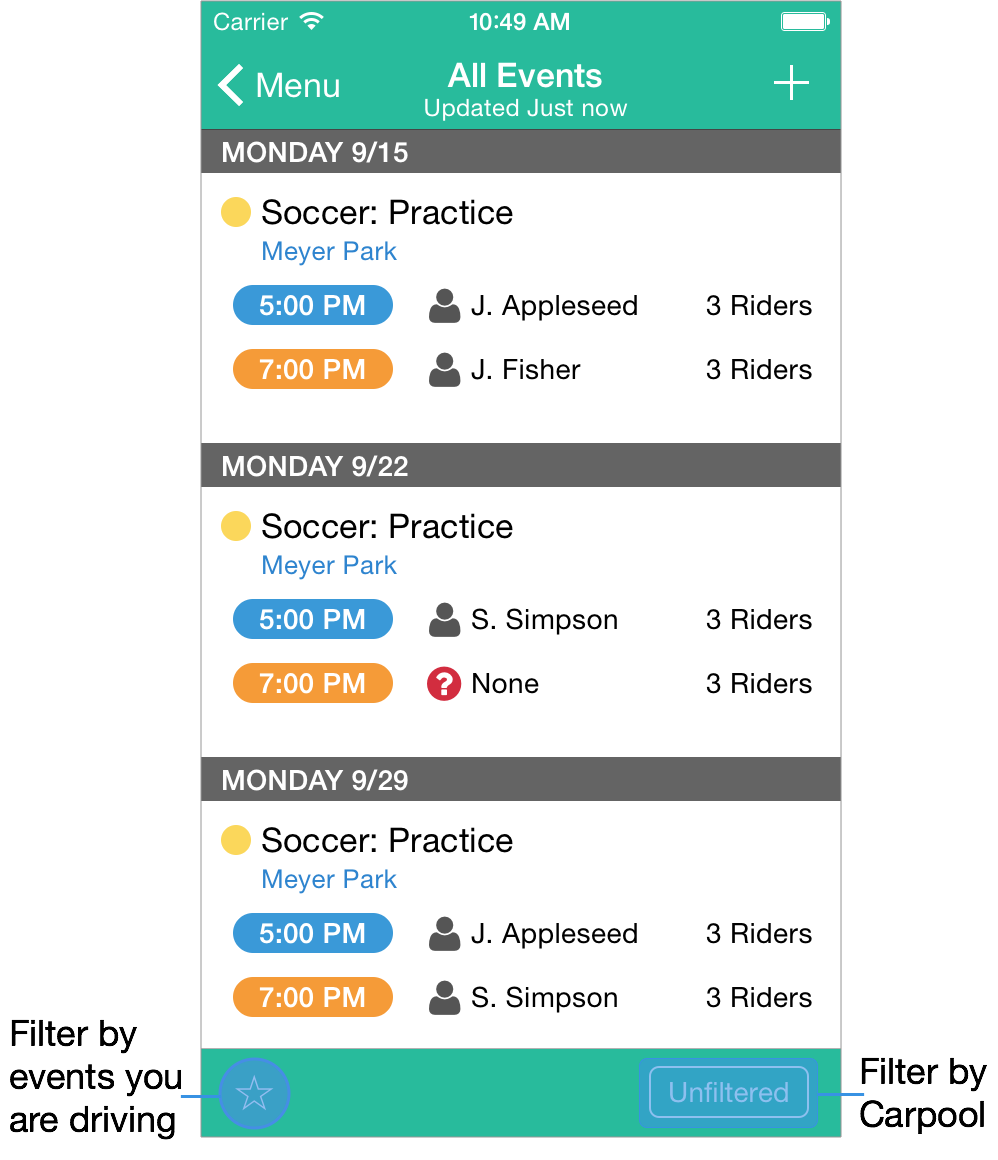 Carrier 10:49 AM
Menu All Events
Updated Just now
MONDAY 9/15
Soccer: Practice
Meyer Park
5:00 PM J. Appleseed 3 Riders
7:00 PM J. Fisher 3 Riders
MONDAY 9/22
Soccer: Practice
Meyer Park
5:00 PM S. Simpson 3 Riders
7:00 PM ? None 3 Riders
MONDAY 9/29
Soccer: Practice
Meyer Park
5:00 PM J. Appleseed 3 Riders
7:00 PM S. Simpson 3 Riders
Filter by
events you
are driving
Unfiltered
Filter by
Carpool